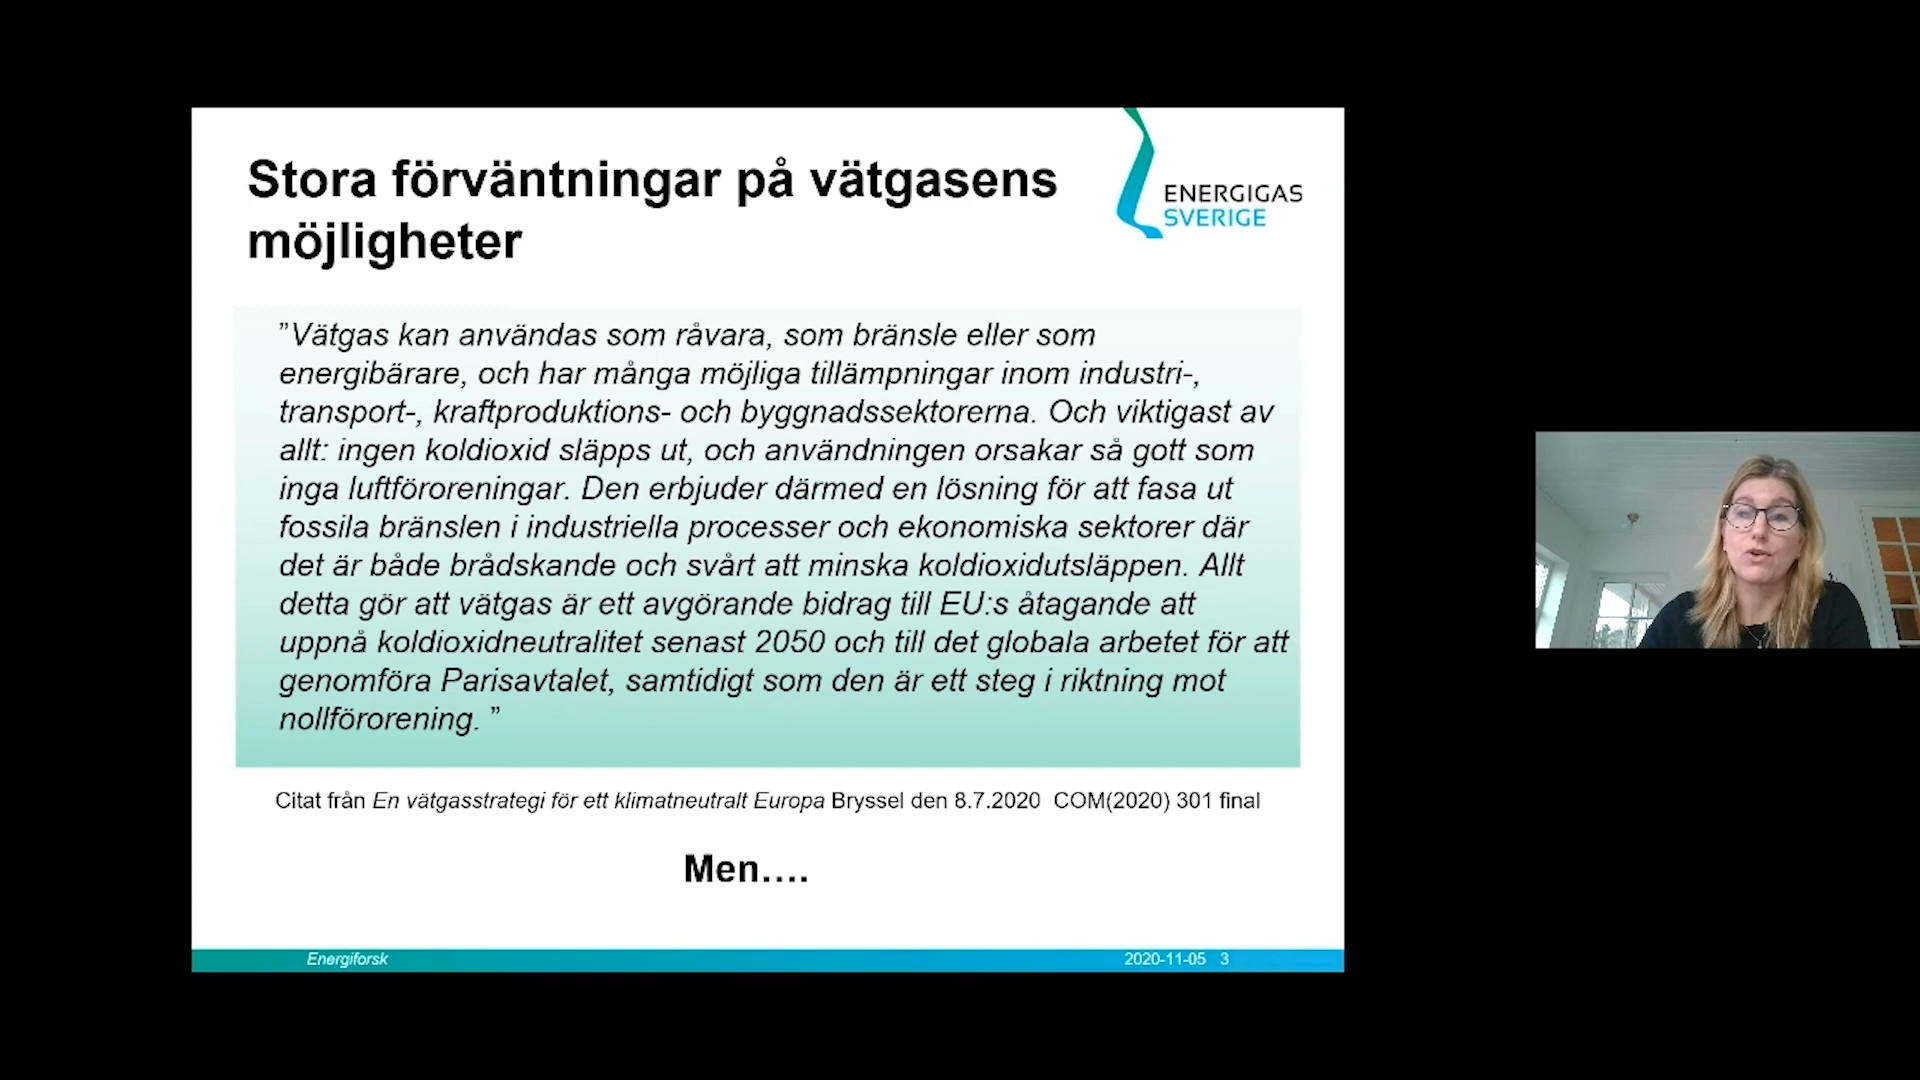 Stora förväntningar på vätgasens
möjligheter
ENERGIGAS
SVERIGE
”Vätgas kan användas som råvara, som bränsle eller som
energibärare, och har många möjliga tillämpningar inom industri-,
transport-, kraftproduktions- och byggnadssektorerna. Och viktigast av
allt: ingen koldioxid släpps ut, och användningen orsakar så gott som
inga luftföroreningar. Den erbjuder därmed en lösning för att fasa ut
fossila bränslen i industriella processer och ekonomiska sektorer där
det är både brådskande och svårt att minska koldioxidutsläppen. Allt
detta gör att vätgas är ett avgörande bidrag till EU:s åtagande att
uppnå koldioxidneutralitet senast 2050 och till det globala arbetet för att
genomföra Parisavtalet, samtidigt som den är ett steg i riktning mot
nollförorening. ”
Citat från En vätgasstrategi för ett klimatneutralt Europa Bryssel den 8.7.2020 COM(2020) 301 final
Men….
Energiforsk
2020-11-05 3